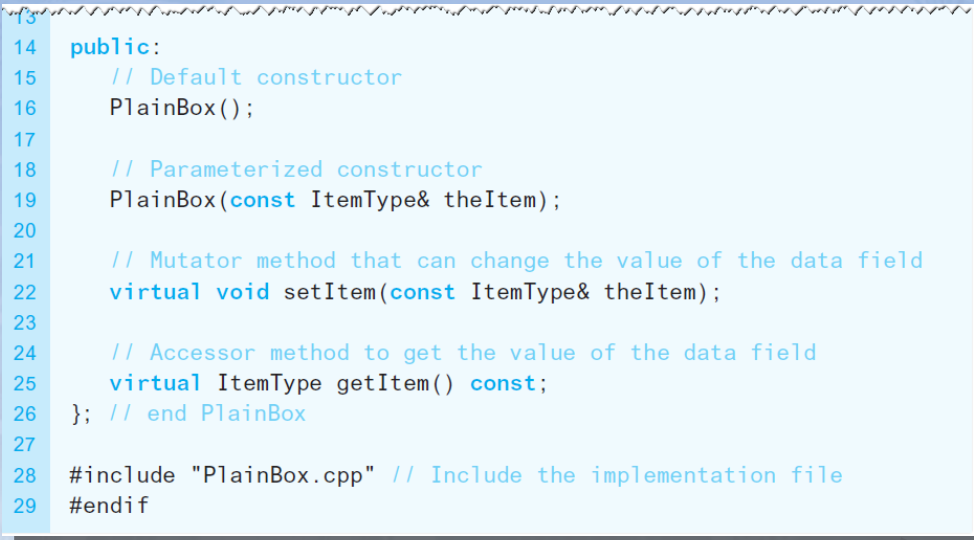 13
14 public:
15 // Default constructor
16 PlainBox();
17
18 // Parameterized constructor
19 PlainBox(const ItemType& theItem);
20
21 // Mutator method that can change the value of the data field
22 virtual void setItem(const ItemType& theItem);
23
24 // Accessor method to get the value of the data field
25 virtual ItemType getItem() const;
26 }; // end PlainBox
27
28 #include "PlainBox.cpp" // Include the implementation file
29 #endif